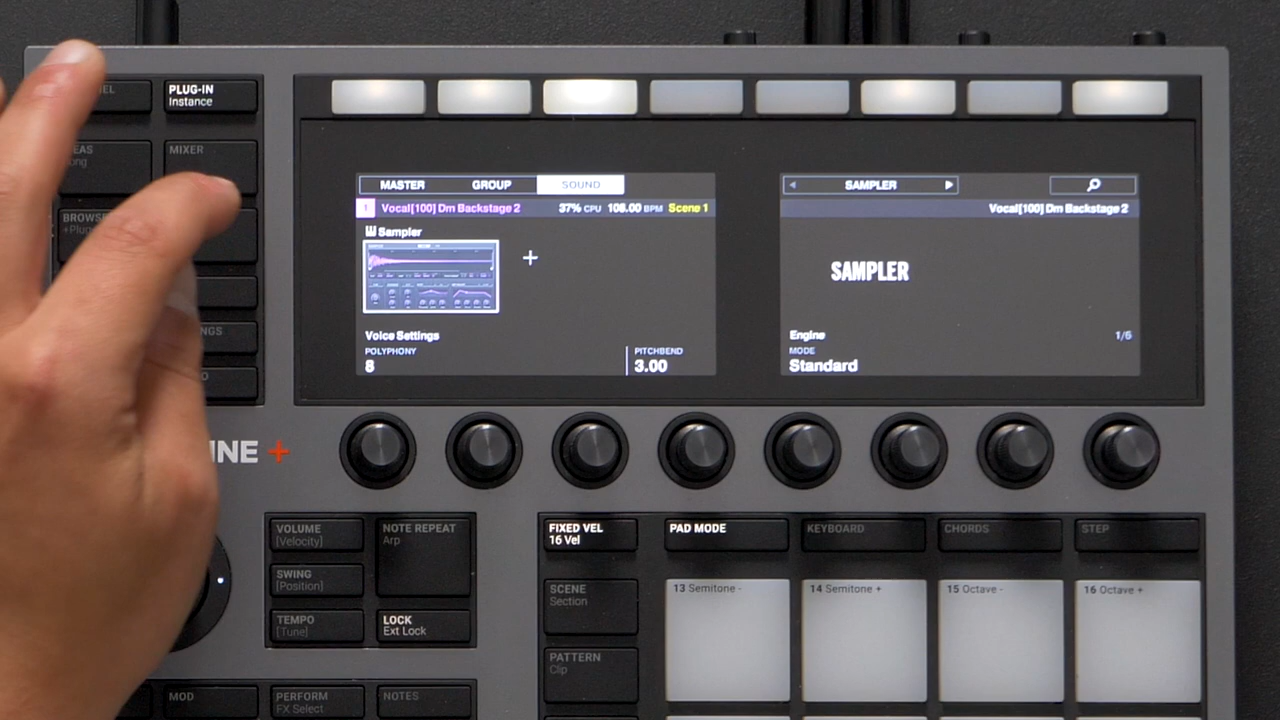 PLUG-IN
Instance
MIXER
MASTER GROUP SOUND
Vocal[100] Dm Backstage 2 37% CPU 108.00 BPM Scene 1
Sampler
+
Voice Settings
POLYPHONY PITCHBEND
8 3.00
SAMPLER
Vocal[100] Dm Backstage 2
SAMPLER
Engine 1/5
MODE
Standard
VOLUME
[Velocity]
NOTE REPEAT
Arp
SWING
[Position]
TEMPO
[Tune]
LOCK
Ext Lock
MOD
PERFORM
FX Select
NOTES
FIXED VEL
16 Vel
PAD MODE
KEYBOARD
CHORDS
STEP
SCENE
Section
PATTERN
Clip
13 Semitone -
14 Semitone +
15 Octave -
16 Octave +